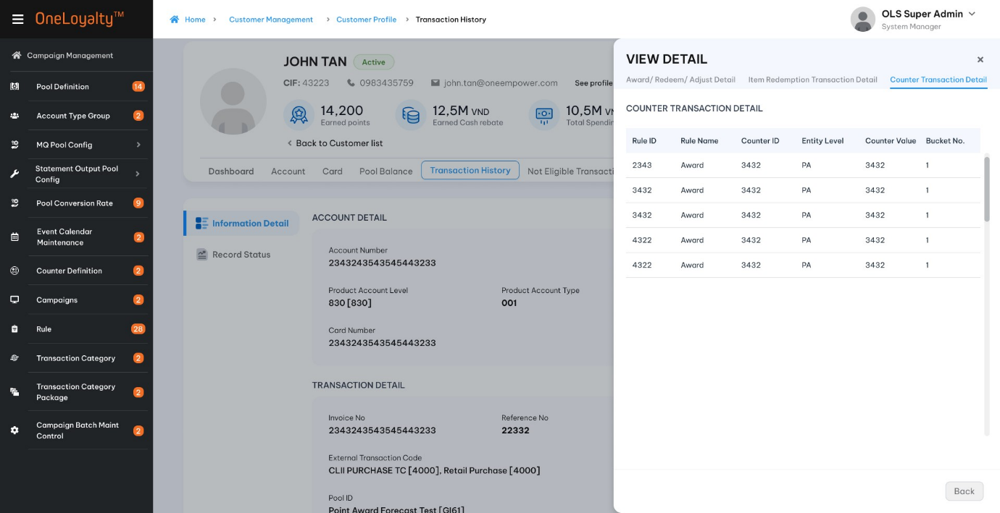 OneLoyalty™
Home > Customer Management > Customer Profile > Transaction History
OLS Super Admin
System Manager
Campaign Management
Pool Definition 14
Account Type Group 2
MQ Pool Config
Statement Output Pool
Config
Pool Conversion Rate 9
Event Calendar
Maintenance 2
Counter Definition 2
Campaigns 2
Rule 28
Transaction Category 2
Transaction Category
Package 2
Campaign Batch Maint
Control 2
JOHN TAN Active
CIF: 43223 0983435759 john.tan@oneempower.com See profile
14,200
Earned points
12,5M VND
Earned Cash rebate
10,5M
Total
< Back to Customer list
Dashboard Account Card Pool Balance Transaction History Not Eligible
Information Detail
Record Status
ACCOUNT DETAIL
Account Number
2343243543545443233
Product Account Level Product Account Type
830 [830] 001
Card Number
2343243543545443233
TRANSACTION DETAIL
Invoice No Reference No
2343243543545443233 22332
External Transaction Code
CLII PURCHASE TC [4000], Retail Purchase [4000]
Pool ID
Point Award Forecast Test [GI61]
VIEW DETAIL ×
Award/ Redeem/ Adjust Detail Item Redemption Transaction Detail Counter Transaction Detail
COUNTER TRANSACTION DETAIL
Rule ID Rule Name Counter ID Entity Level Counter Value Bucket No.
2343 Award 3432 PA 3432 1
3432 Award 3432 PA 3432 1
3432 Award 3432 PA 3432 1
4322 Award 3432 PA 3432 1
4322 Award 3432 PA 3432 1
Back